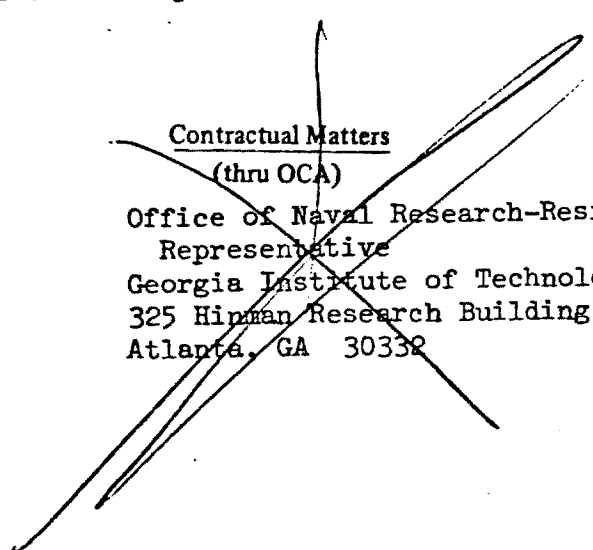 Contractual Matters
(thru OCA)
Office of Naval Research-Resi
Representative
Georgia Institute of Technolo
325 Hinman Research Building
Atlanta, GA 30332